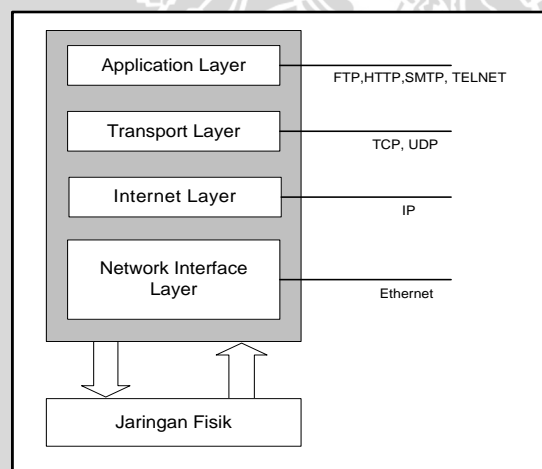 Application Layer
FTP,HTTP,SMTP, TELNET
Transport Layer
TCP, UDP
Internet Layer
IP
Network Interface
Layer
Ethernet
Jaringan Fisik